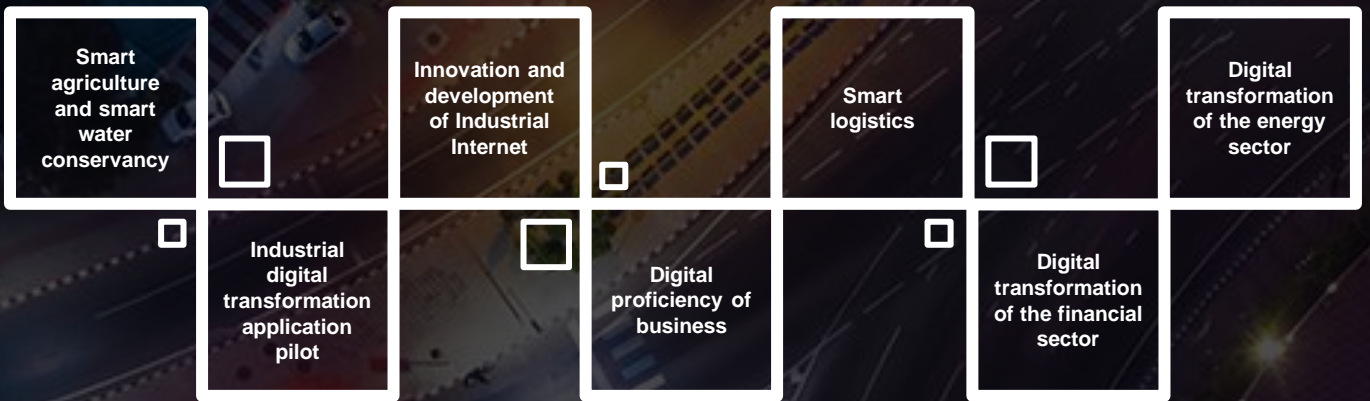 Smart
agriculture
and smart
water
conservancy
Industrial
digital
transformation
application
pilot
Innovation and
development
of Industrial
Internet
Digital
proficiency of
business
Smart
logistics
Digital
transformation
of the financial
sector
Digital
transformation
of the energy
sector